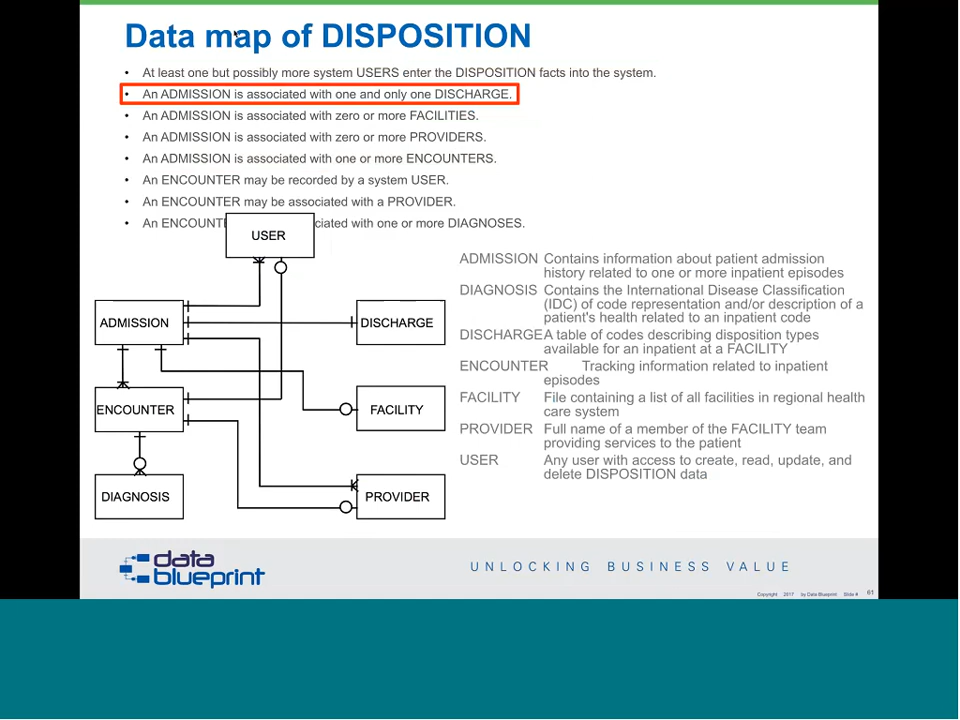 Data map of DISPOSITION
• At least one but possibly more system USERS enter the DISPOSITION facts into the system.
• An ADMISSION is associated with one and only one DISCHARGE.
• An ADMISSION is associated with zero or more FACILITIES.
• An ADMISSION is associated with zero or more PROVIDERS.
• An ADMISSION is associated with one or more ENCOUNTERS.
• An ENCOUNTER may be recorded by a system USER.
• An ENCOUNTER may be associated with a PROVIDER.
• An ENCOUNT ciated with one or more DIAGNOSES.
USER
ADMISSION
DISCHARGE
ENCOUNTER
FACILITY
DIAGNOSIS
PROVIDER
ADMISSION Contains information about patient admission
history related to one or more inpatient episodes
DIAGNOSIS Contains the International Disease Classification
(IDC) of code representation and/or description of a
patient's health related to an inpatient code
DISCHARGE A table of codes describing disposition types
available for an inpatient at a FACILITY
ENCOUNTER Tracking information related to inpatient
episodes
FACILITY File containing a list of all facilities in regional health
care system
PROVIDER Full name of a member of the FACILITY team
providing services to the patient
USER Any user with access to create, read, update, and
delete DISPOSITION data
data
blueprint
UNLOCKING BUSINESS VALUE
Copyright 2017 by Data Blueprint Slide # 61